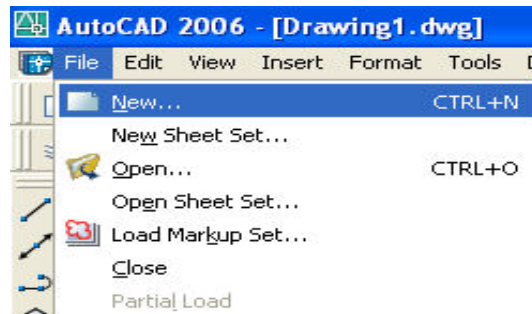 AutoCAD 2006 - [Drawing1.dwg]
File Edit View Insert Format Tools
New... CTRL+N
New Sheet Set...
Open... CTRL+O
Open Sheet Set...
Load Markup Set...
Close
Partial Load